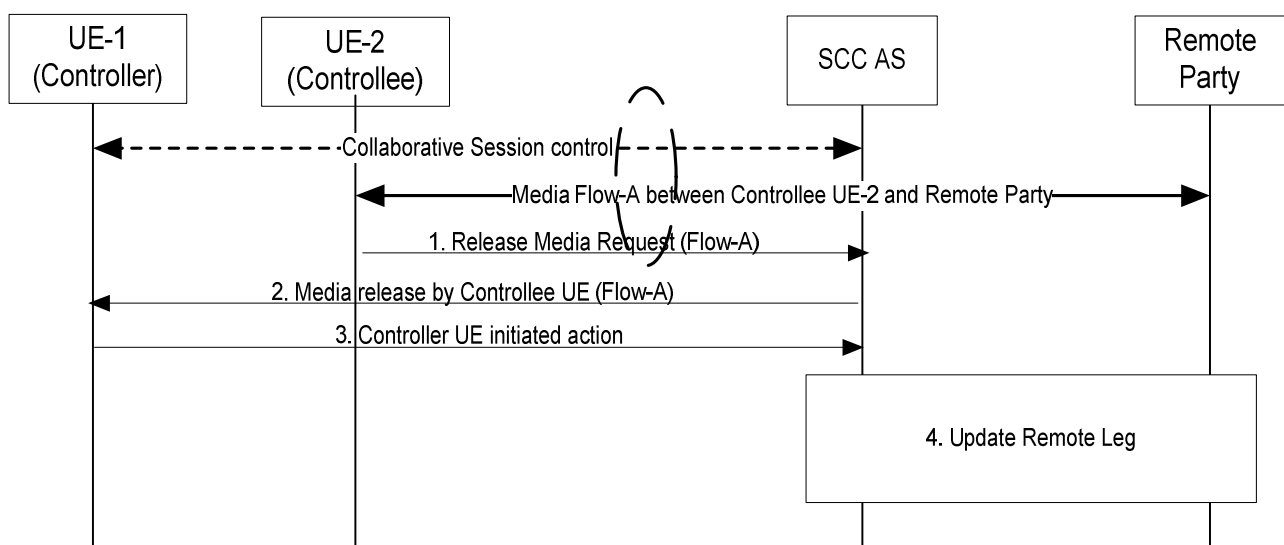 UE-1
(Controller)
UE-2
(Controllee)
SCC AS
Remote
Party
Collaborative Session control
Media Flow-A between Controllee UE-2 and Remote Party
1. Release Media Request (Flow-A)
2. Media release by Controllee UE (Flow-A)
3. Controller UE initiated action
4. Update Remote Leg